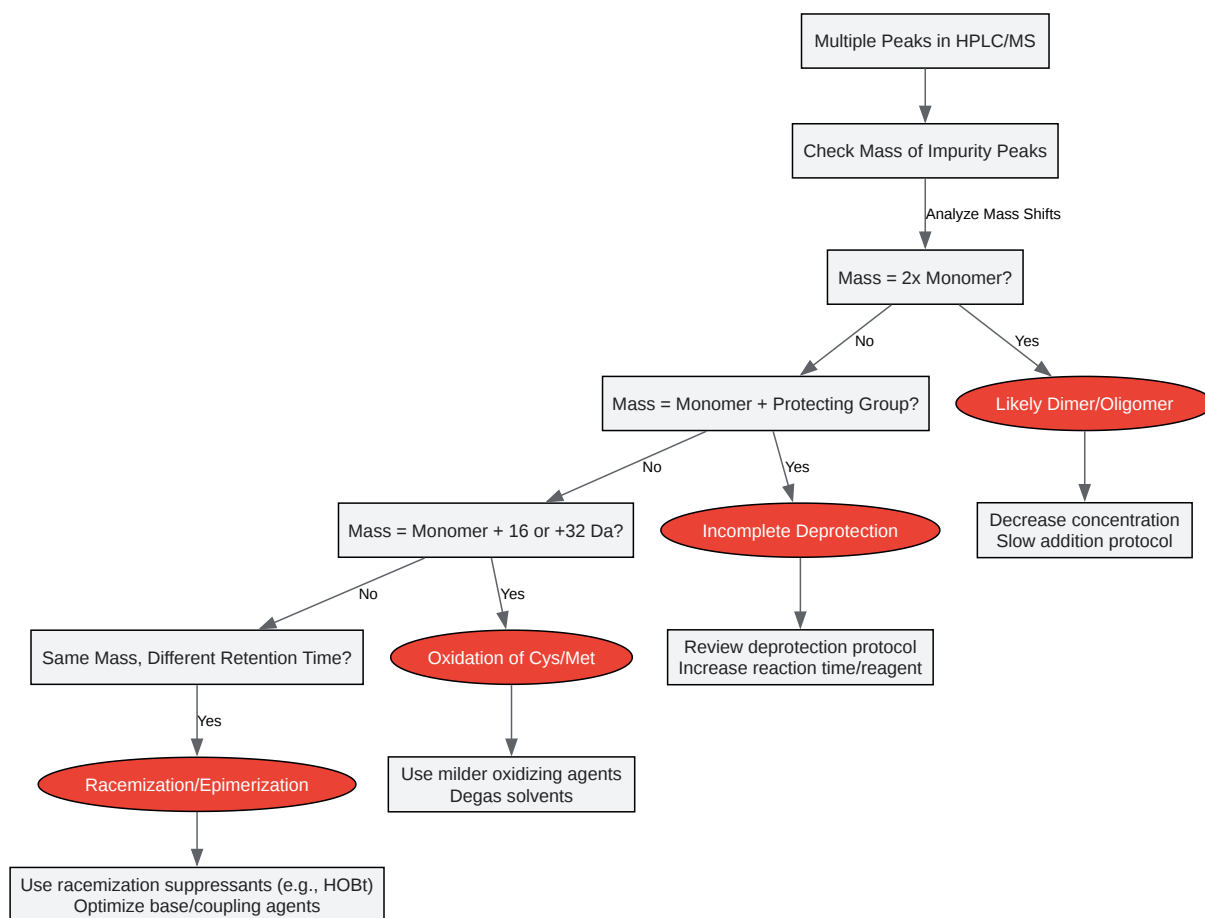 Multiple Peaks in HPLC/MS
Check Mass of Impurity Peaks
Analyze Mass Shifts
Mass = 2x Monomer?
No
Yes
Mass = Monomer + Protecting Group?
Likely Dimer/Oligomer
No
Yes
Mass = Monomer + 16 or +32 Da?
Incomplete Deprotection
Decrease concentration
Slow addition protocol
No
Yes
Same Mass, Different Retention Time?
Oxidation of Cys/Met
Review deprotection protocol
Increase reaction time/reagent
Yes
Racemization/Epimerization
Use milder oxidizing agents
Degas solvents
Use racemization suppressants (e.g., HOBt)
Optimize base/coupling agents